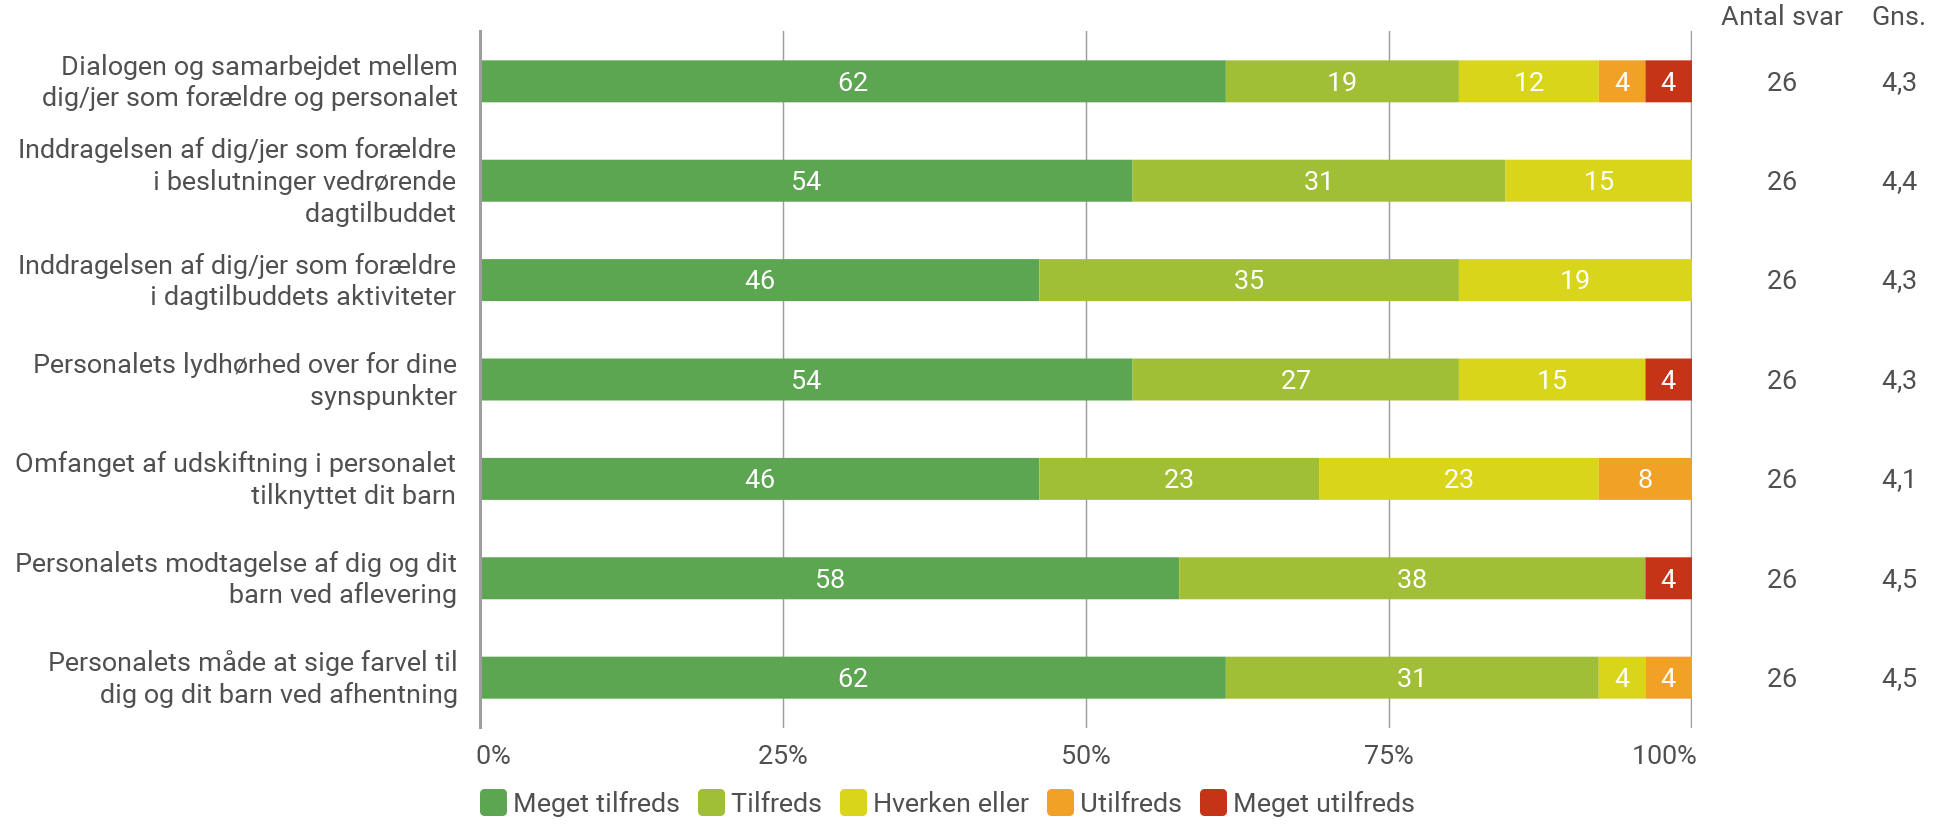 Antal svar Gns.
Dialogen og samarbejdet mellem
dig/jer som forældre og personalet
62 19 12 4 4 26 4,3
Inddragelsen af dig/jer som forældre
i beslutninger vedrørende
dagtilbuddet
54 31 15 26 4,4
Inddragelsen af dig/jer som forældre
i dagtilbuddets aktiviteter
46 35 19 26 4,3
Personalets lydhørhed over for dine
synspunkter
54 27 15 4 26 4,3
Omfanget af udskiftning i personalet
tilknyttet dit barn
46 23 23 8 26 4,1
Personalets modtagelse af dig og dit
barn ved aflevering
58 38 4 26 4,5
Personalets måde at sige farvel til
dig og dit barn ved afhentning
62 31 4 4 26 4,5
0% 25% 50% 75% 100%
Meget tilfreds Tilfreds Hverken eller Utilfreds Meget utilfreds